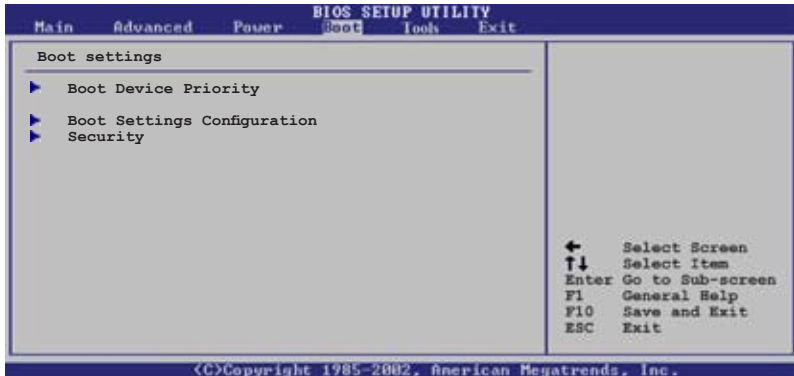 BIOS SETUP UTILITY
Main Advanced Power Boot Tools Exit
Boot settings
Boot Device Priority
Boot Settings Configuration
Security
← Select Screen
↑↓ Select Item
Enter Go to Sub-screen
F1 General Help
F10 Save and Exit
ESC Exit
(C)Copyright 1985-2002, American Megatrends, Inc.